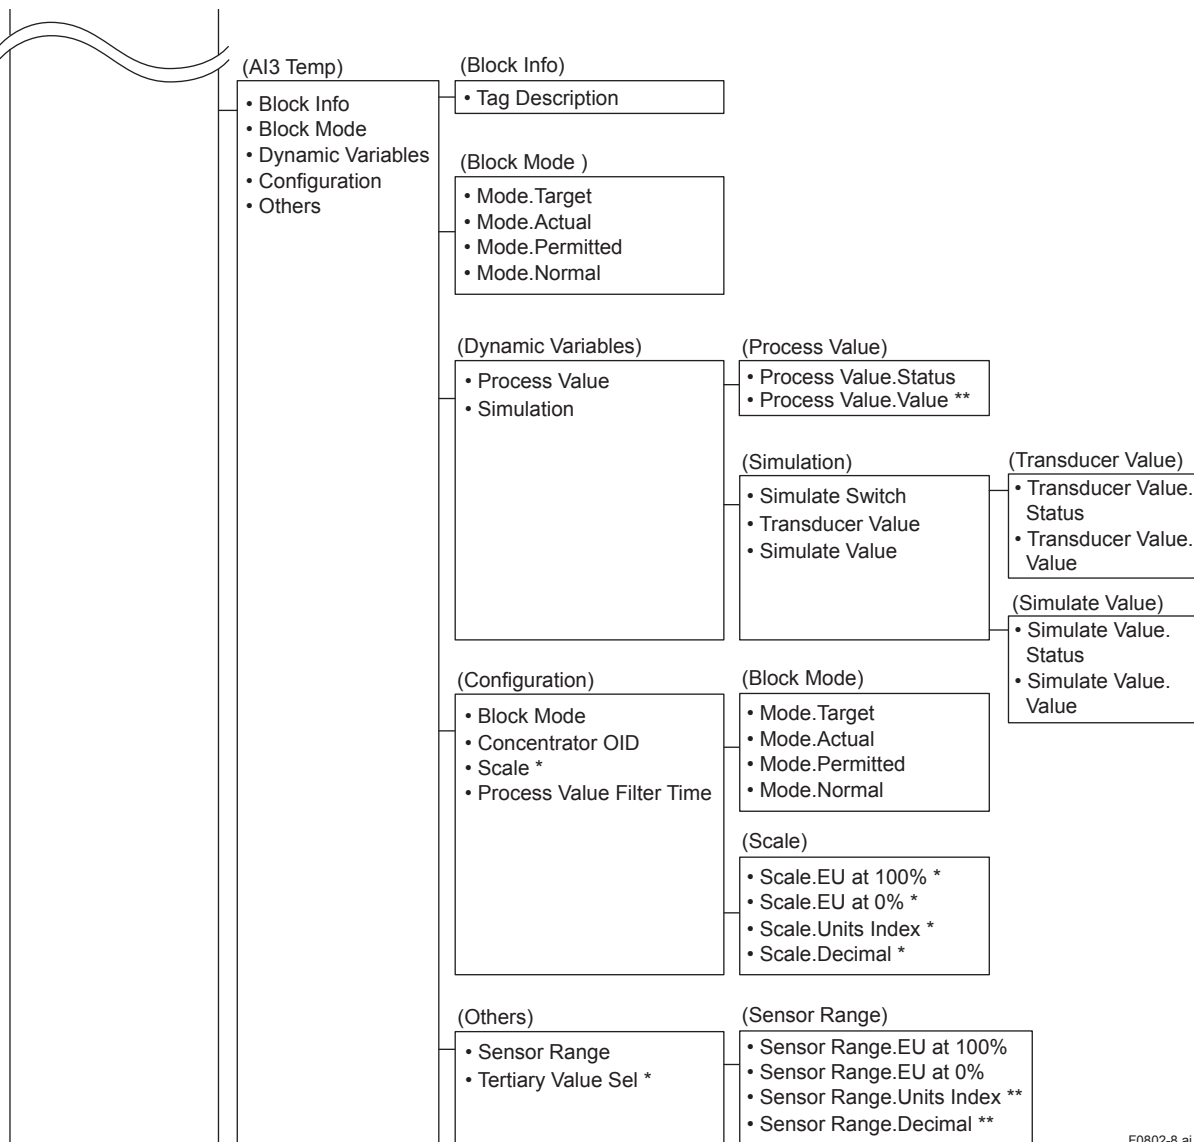 (AI3 Temp)
• Block Info
• Block Mode
• Dynamic Variables
• Configuration
• Others
(Block Info)
• Tag Description
(Block Mode )
• Mode.Target
• Mode.Actual
• Mode.Permitted
• Mode.Normal
(Dynamic Variables)
• Process Value
• Simulation
(Process Value)
• Process Value.Status
• Process Value.Value **
(Simulation)
• Simulate Switch
• Transducer Value
• Simulate Value
(Transducer Value)
• Transducer Value.
Status
• Transducer Value.
Value
(Simulate Value)
• Simulate Value.
Status
• Simulate Value.
Value
(Configuration)
• Block Mode
• Concentrator OID
• Scale *
• Process Value Filter Time
(Block Mode)
• Mode.Target
• Mode.Actual
• Mode.Permitted
• Mode.Normal
(Scale)
• Scale.EU at 100% *
• Scale.EU at 0% *
• Scale.Units Index *
• Scale.Decimal *
(Others)
• Sensor Range
• Tertiary Value Sel *
(Sensor Range)
• Sensor Range.EU at 100%
• Sensor Range.EU at 0%
• Sensor Range.Units Index **
• Sensor Range.Decimal **
F0802-8.ai